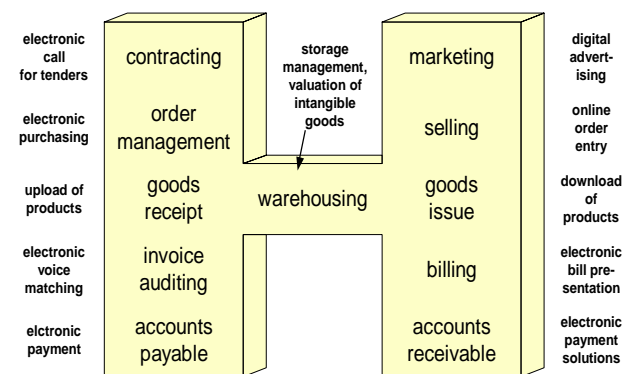 electronic
call
for tenders
contracting
storage
management,
valuation of
intangible
goods
marketing
digital
advert-
ising
electronic
purchasing
order
management
selling
online
order
entry
upload of
products
goods
receipt
warehousing
goods
issue
download
of
products
electronic
voice
matching
invoice
auditing
billing
electronic
bill pre-
sentation
elctronic
payment
accounts
payable
accounts
receivable
electronic
payment
solutions